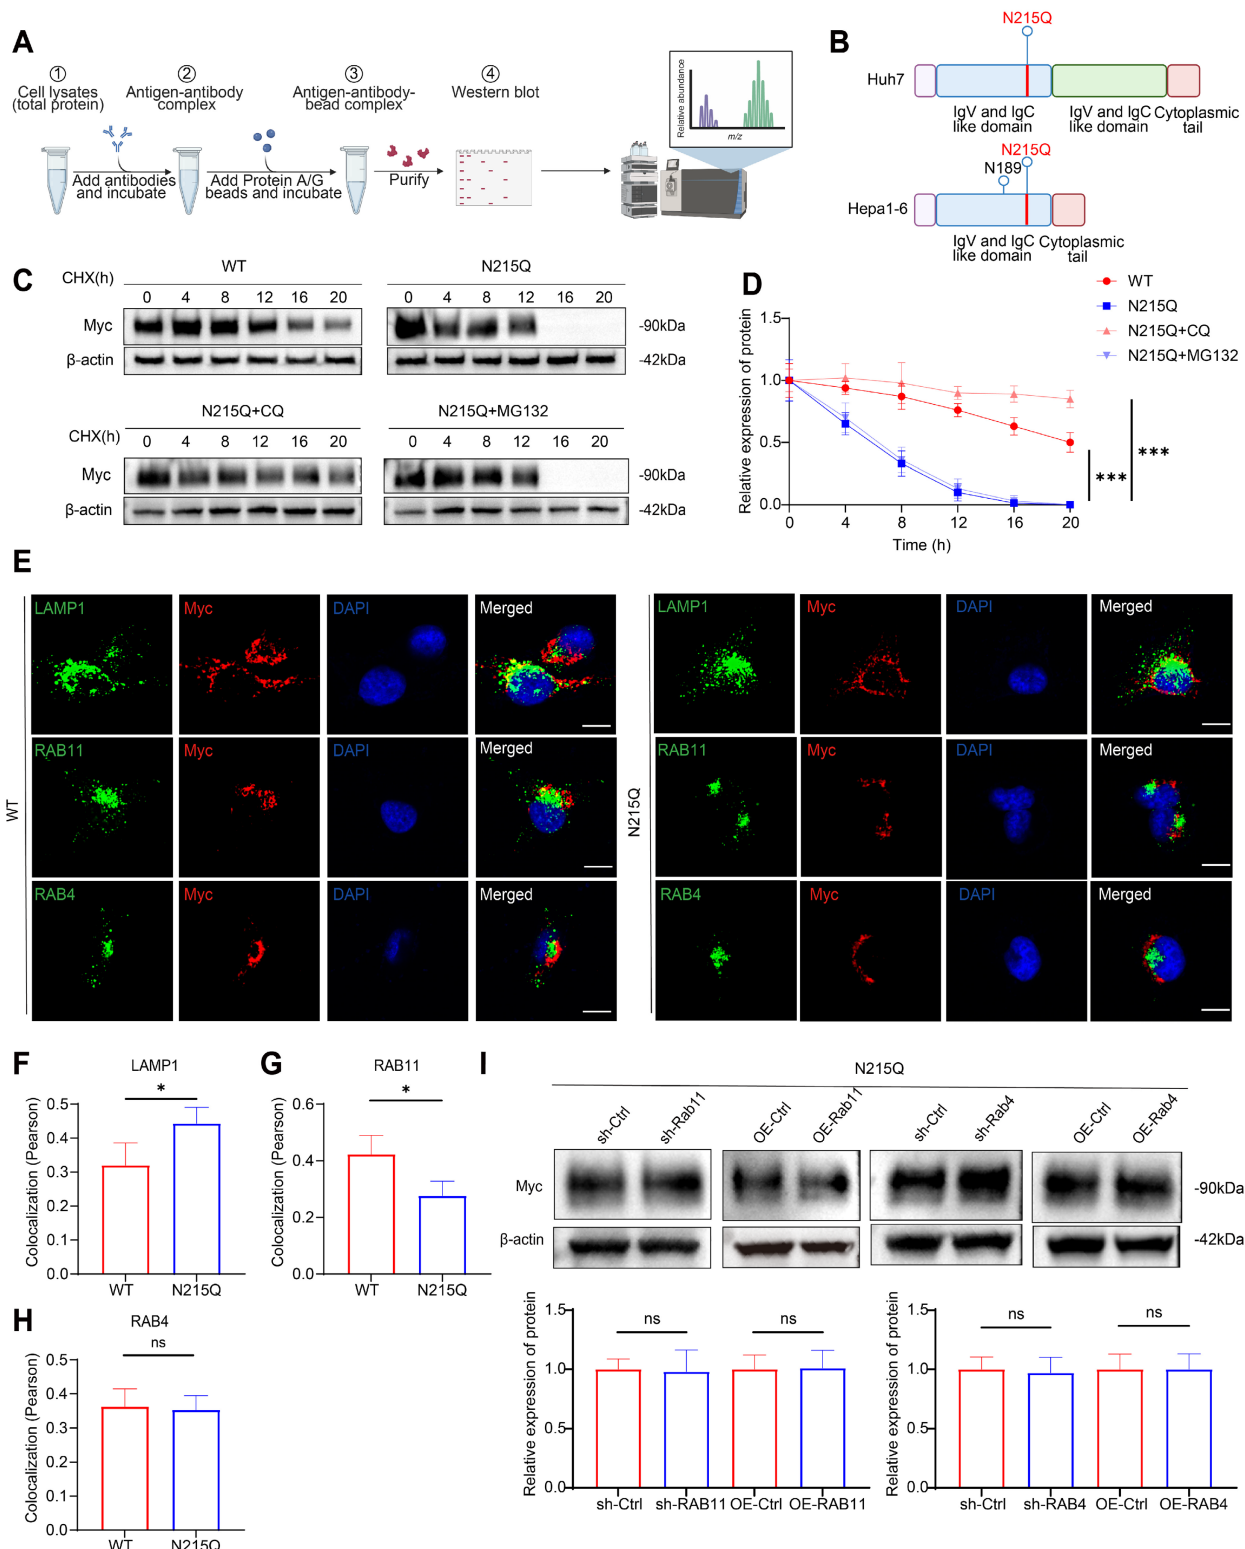 A
①
②
③
④
Cell lysates
(total protein)
Antigen-antibody
complex
Antigen-antibody-
bead complex
Western blot
Add antibodies
and incubate
Add Protein A/G
beads and incubate
Purify
Relative abundance
m/z
B
N215Q
Huh7
IgV and IgC
like domain
IgV and IgC
like domain
Cytoplasmic
tail
N215Q
N189
Hepa1-6
IgV and IgC
like domain
Cytoplasmic
tail
C
WT
N215Q
CHX(h)
0 4 8 12 16 20
0 4 8 12 16 20
Myc
-90kDa
β-actin
-42kDa
N215Q+CQ
N215Q+MG132
CHX(h)
0 4 8 12 16 20
0 4 8 12 16 20
Myc
-90kDa
β-actin
-42kDa
D
WT
N215Q
N215Q+CQ
N215Q+MG132
Relative expression of protein
1.5
1.0
0.5
0.0
0 4 8 12 16 20
Time (h)
***
***
E
WT
LAMP1 Myc DAPI Merged
RAB11 Myc DAPI Merged
RAB4 Myc DAPI Merged
N215Q
LAMP1 Myc DAPI Merged
RAB11 Myc DAPI Merged
RAB4 Myc DAPI Merged
F
LAMP1
*
Colocalization (Pearson)
0.5
0.4
0.3
0.2
0.1
0.0
WT N215Q
G
RAB11
*
Colocalization (Pearson)
0.6
0.4
0.2
0.0
WT N215Q
H
RAB4
ns
Colocalization (Pearson)
0.5
0.4
0.3
0.2
0.1
0.0
WT N215Q
I
N215Q
sh-Ctrl sh-Rab11 OE-Ctrl OE-Rab11 sh-Ctrl sh-Rab4 OE-Ctrl OE-Rab4
Myc
-90kDa
β-actin
-42kDa
Relative expression of protein
1.5
1.0
0.5
0.0
ns ns
sh-Ctrl sh-RAB11 OE-Ctrl OE-RAB11
Relative expression of protein
1.5
1.0
0.5
0.0
ns ns
sh-Ctrl sh-RAB4 OE-Ctrl OE-RAB4